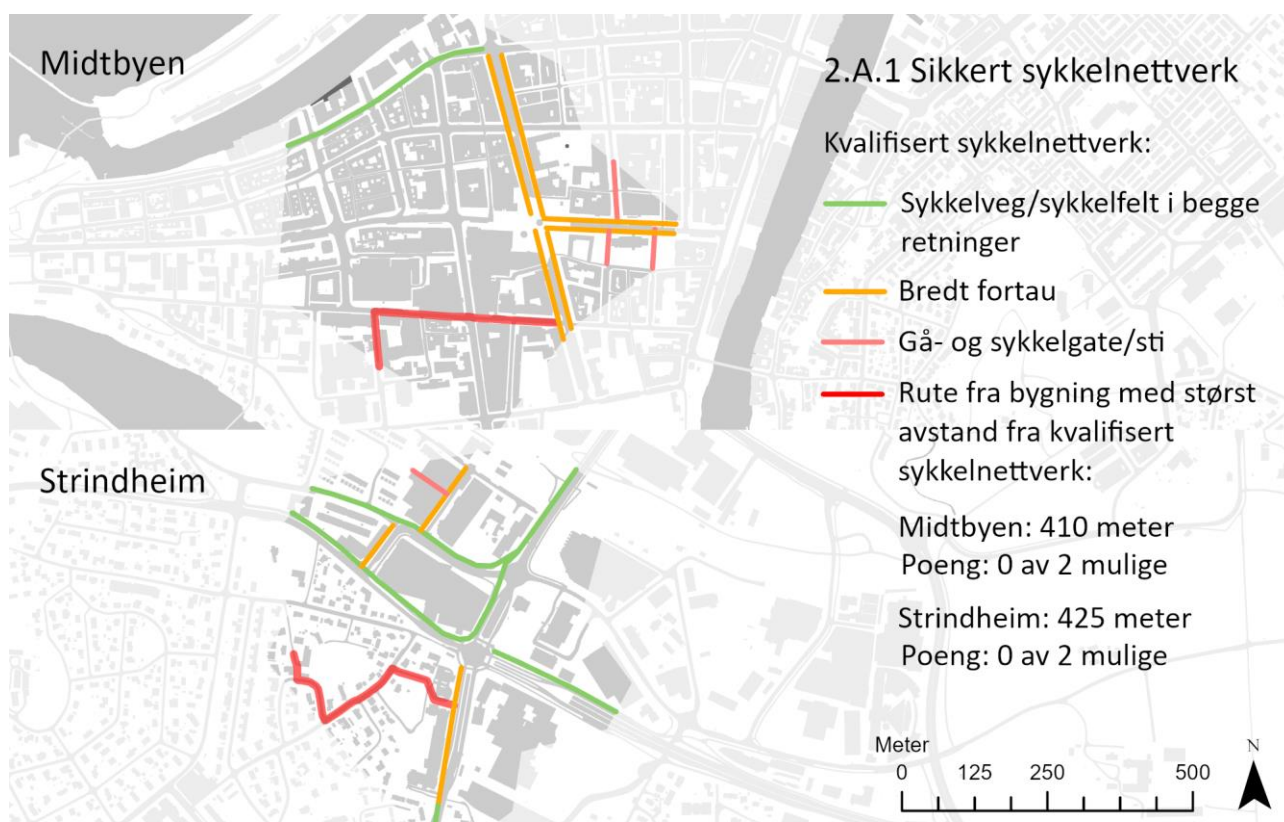 Midtbyen
2.A.1 Sikkert sykkelnettverk
Kvalifisert sykkelnettverk:
Sykkelveg/sykkelfelt i begge
retninger
Bredt fortau
Gå- og sykkelgate/sti
Rute fra bygning med størst
avstand fra kvalifisert
sykkelnettverk:
Midtbyen: 410 meter
Poeng: 0 av 2 mulige
Strindheim: 425 meter
Poeng: 0 av 2 mulige
Strindheim
Meter
0 125 250 500
N